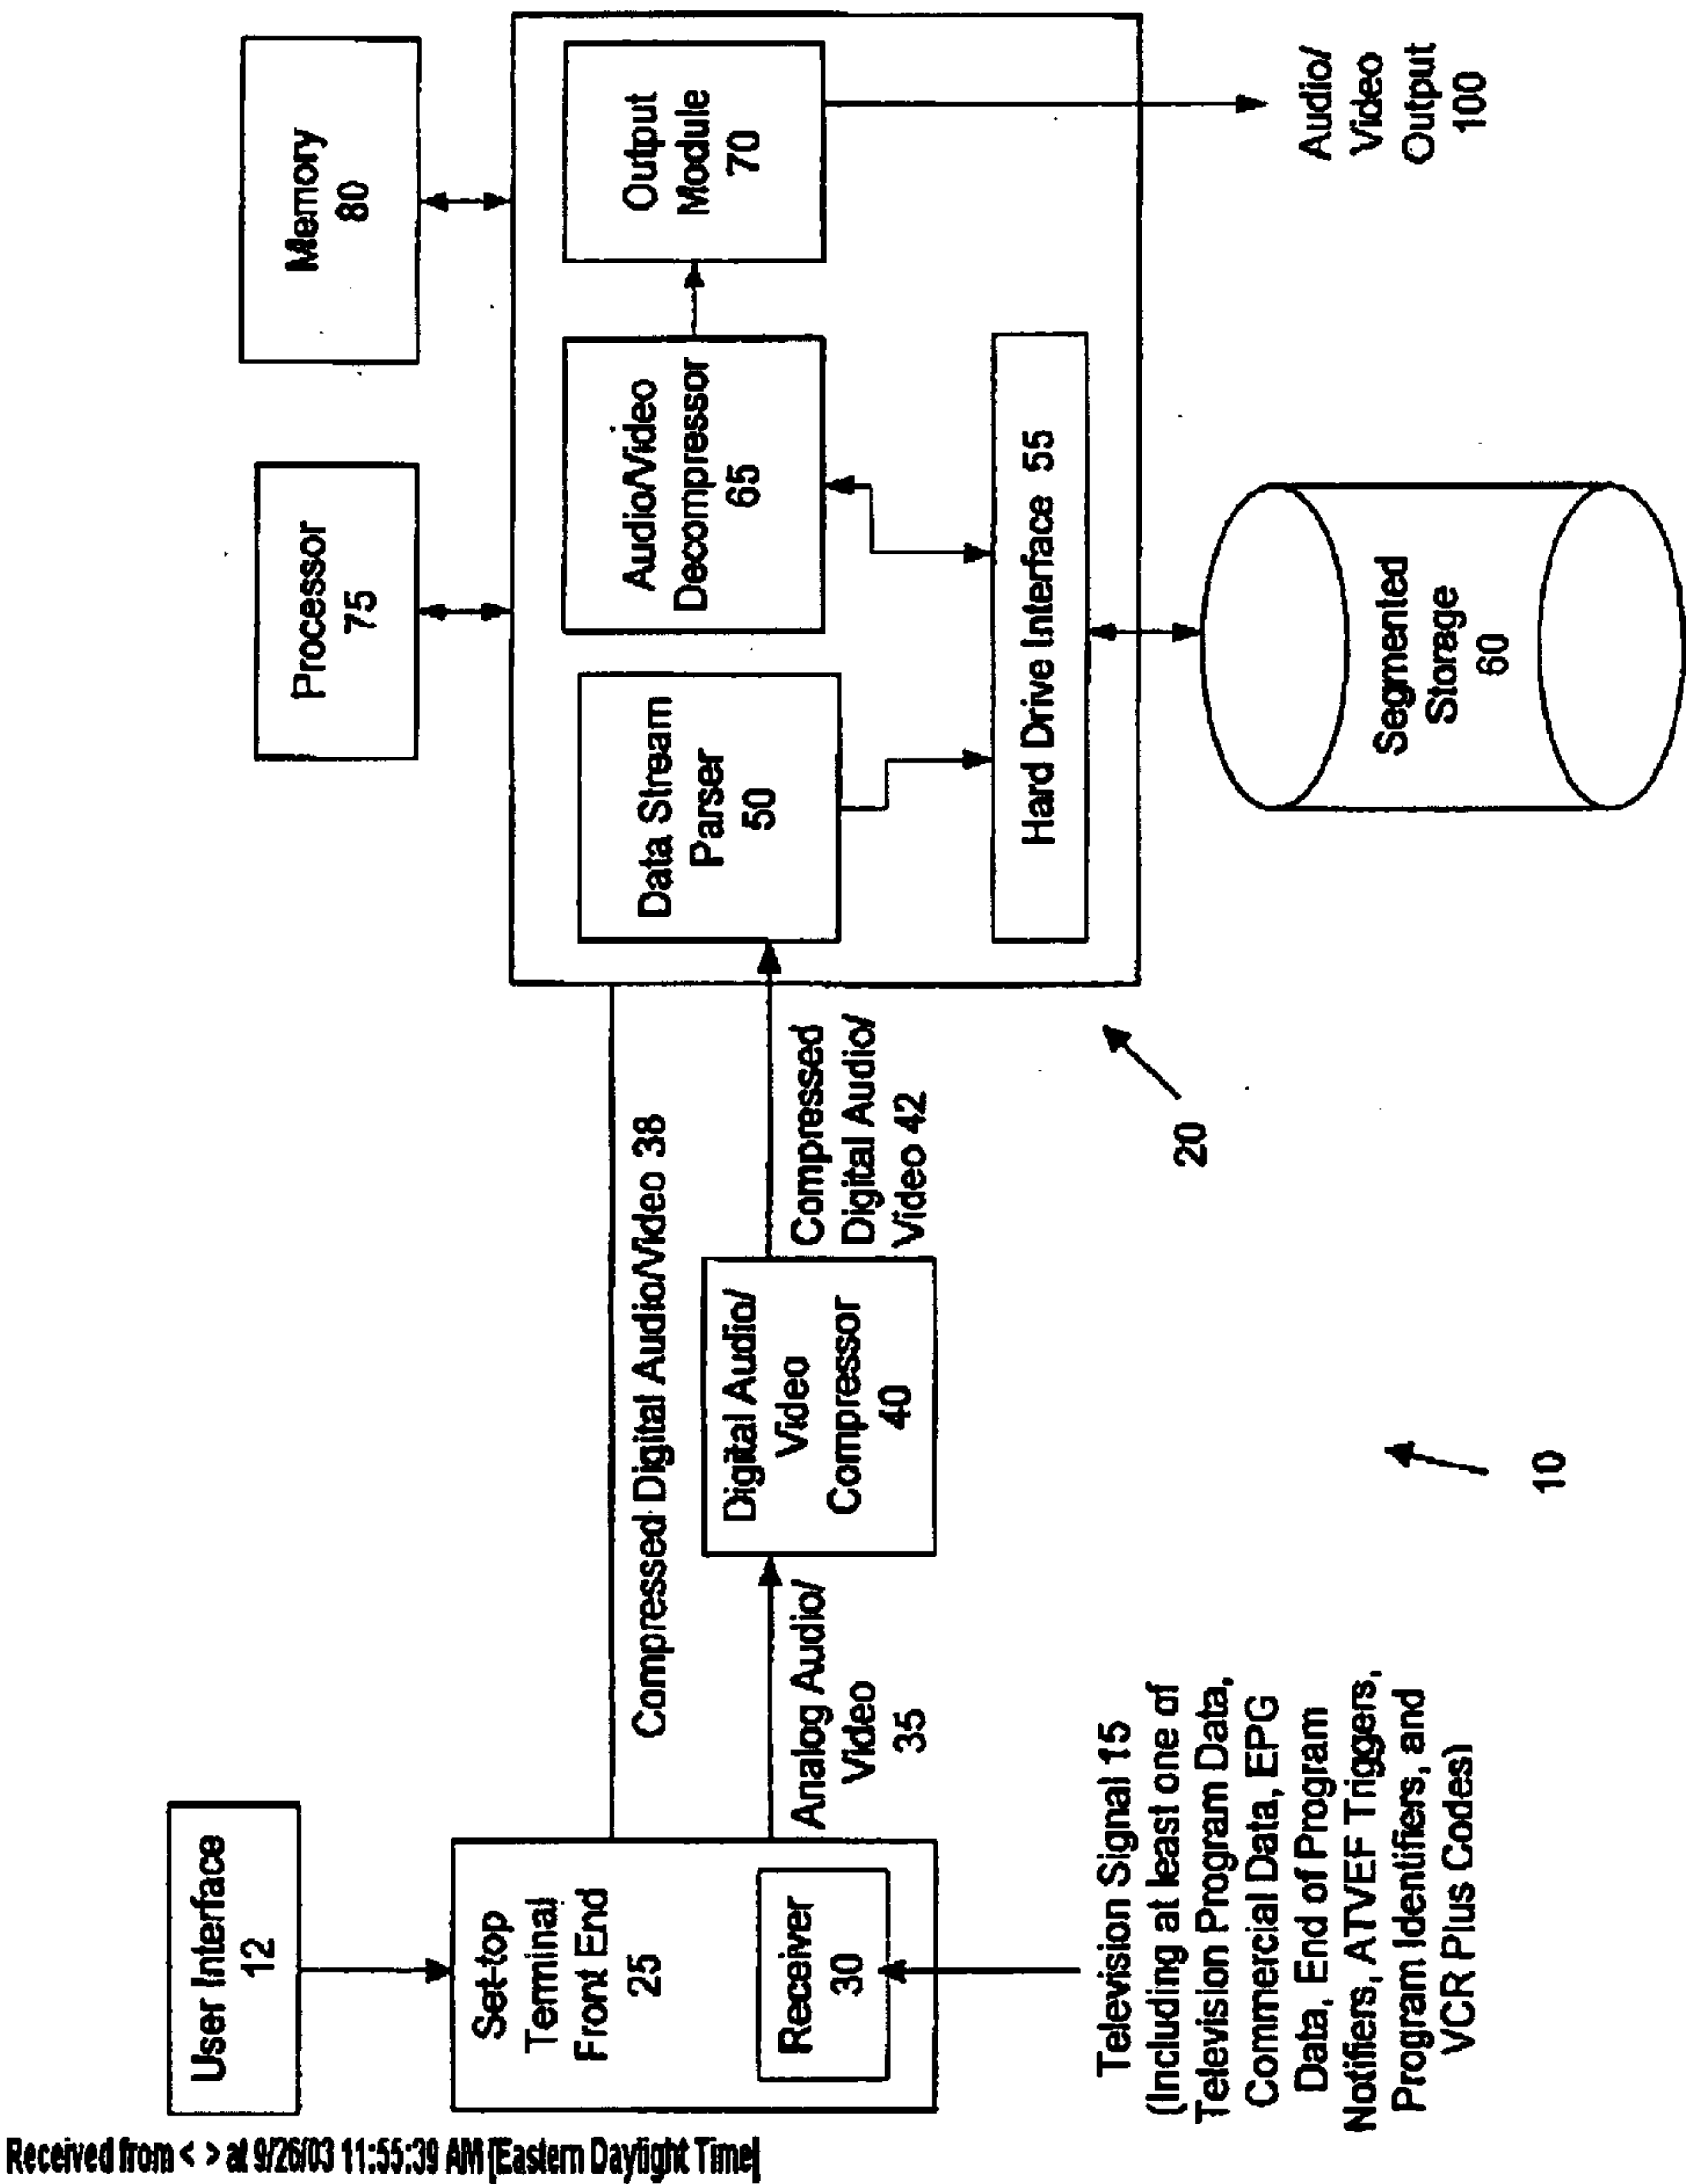 Received from < > at 9/26/03 11:55:39 AM [Eastern Daylight Time]
User Interface
12
Set-top
Terminal
Front End
25
Receiver
30
Television Signal 15
(Including at least one of
Television Program Data,
Commercial Data, EPG
Data, End of Program
Notifiers, ATVEF Triggers,
Program Identifiers, and
VCR Plus Codes)
Compressed Digital Audio/Video 38
Analog Audio/
Video
35
Digital Audio/
Video
Compressor
40
Compressed
Digital Audio/
Video 42
10
20
Processor
75
Memory
80
Data Stream
Parser
50
Audio/Video
Decompressor
65
Output
Module
70
Hard Drive Interface 55
Segmented
Storage
60
Audio/
Video
Output
100